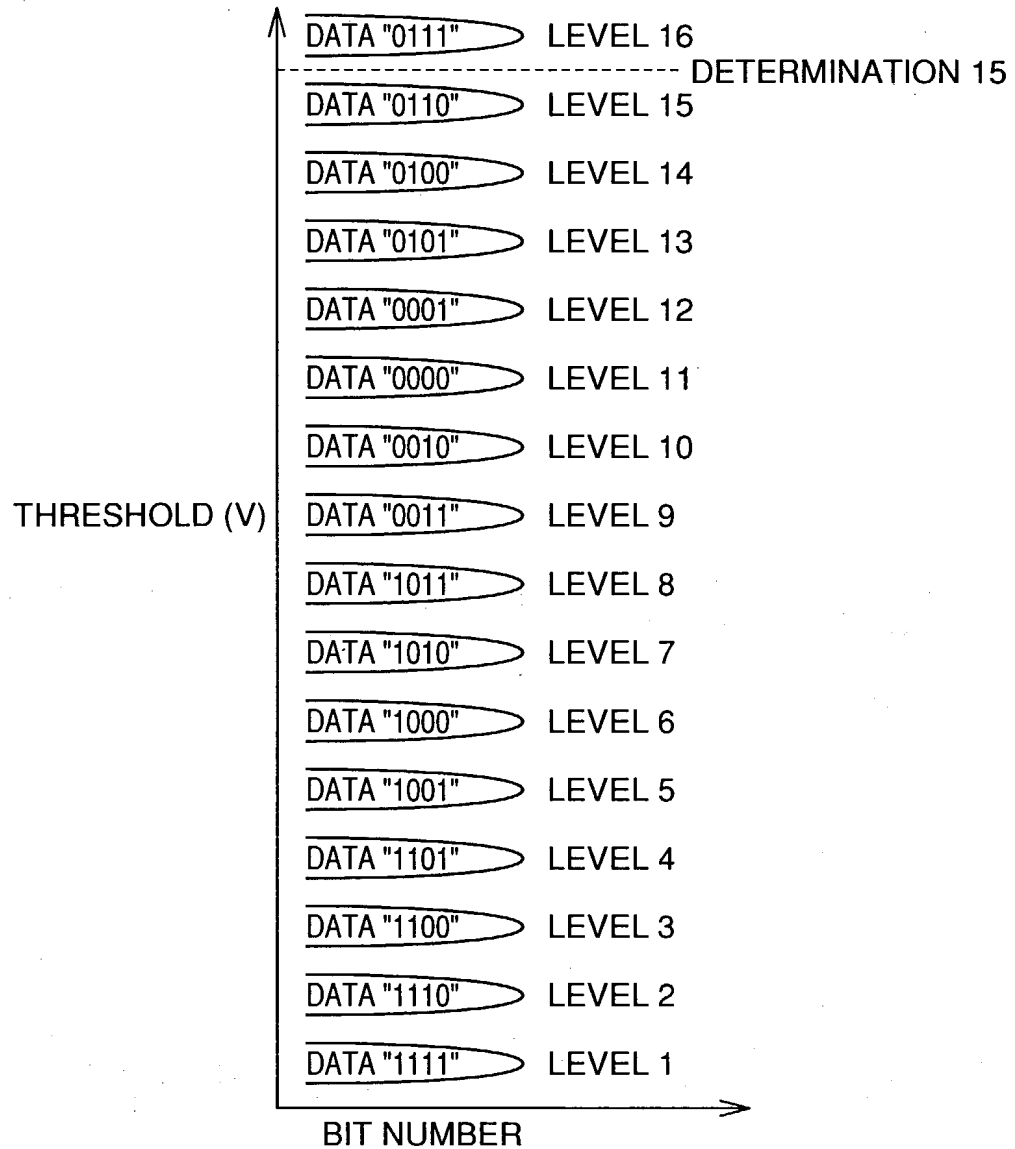 DATA "0111" LEVEL 16
DETERMINATION 15
DATA "0110" LEVEL 15
DATA "0100" LEVEL 14
DATA "0101" LEVEL 13
DATA "0001" LEVEL 12
DATA "0000" LEVEL 11
DATA "0010" LEVEL 10
THRESHOLD (V) DATA "0011" LEVEL 9
DATA "1011" LEVEL 8
DATA "1010" LEVEL 7
DATA "1000" LEVEL 6
DATA "1001" LEVEL 5
DATA "1101" LEVEL 4
DATA "1100" LEVEL 3
DATA "1110" LEVEL 2
DATA "1111" LEVEL 1
BIT NUMBER